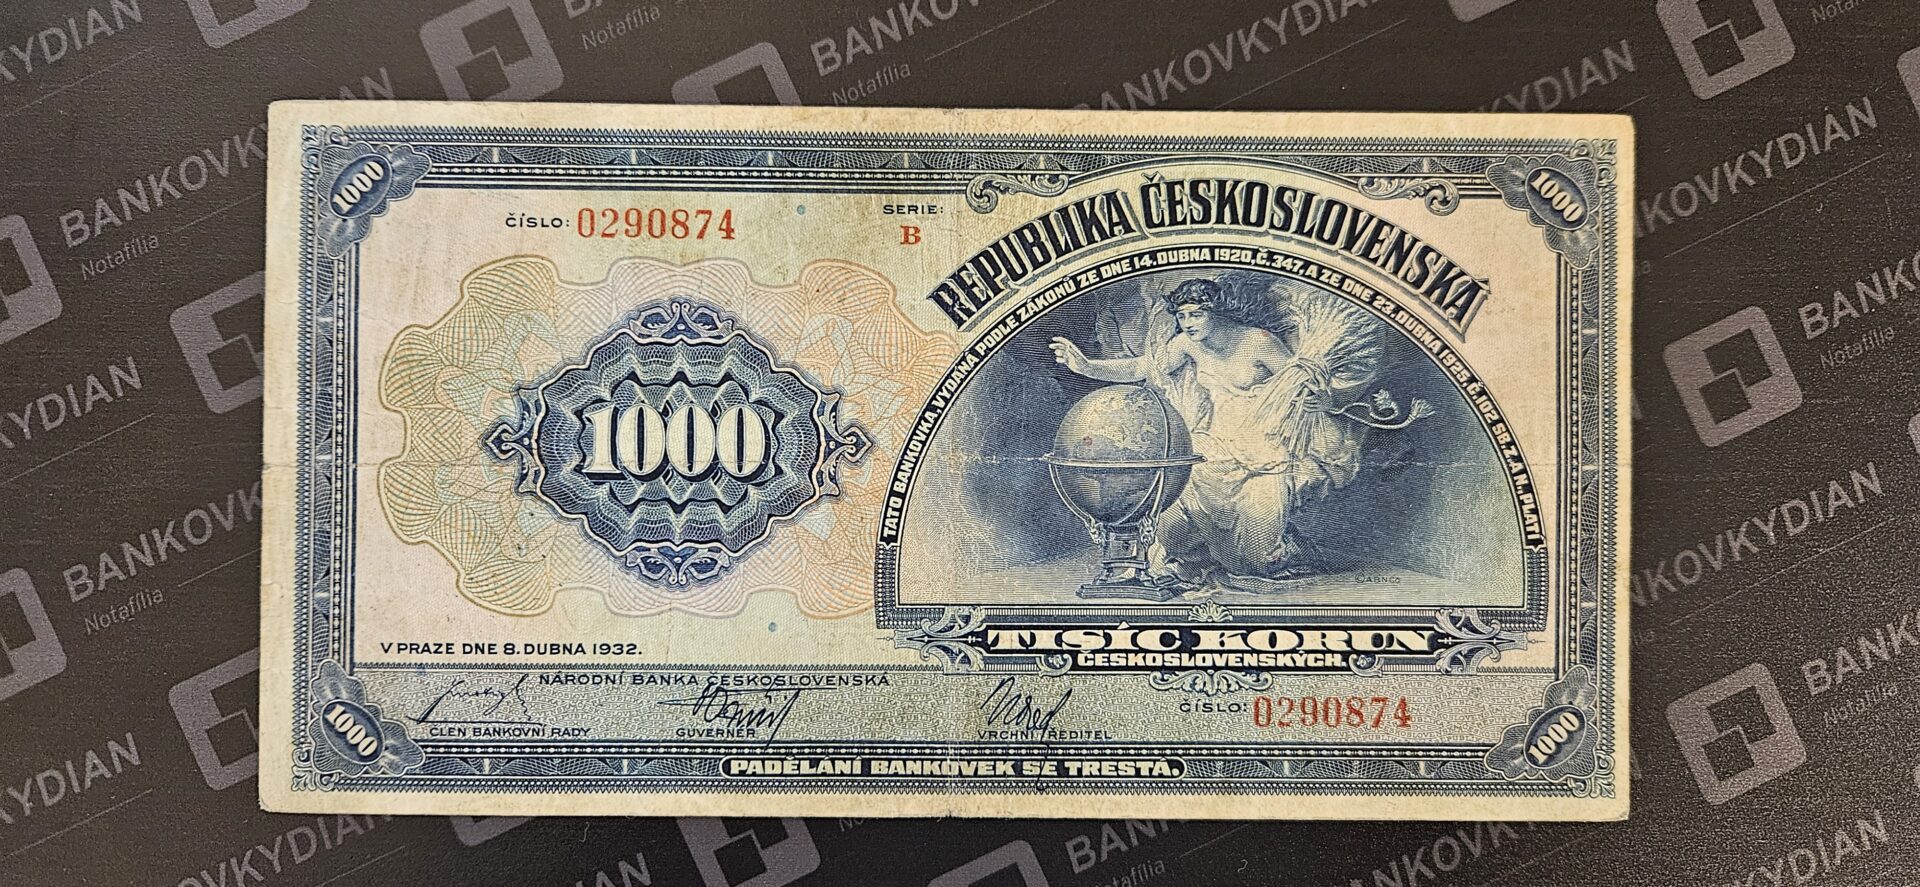 1000
1000
ČÍSLO: 0290874
SERIE:
B
REPUBLIKA ČESKOSLOVENSKÁ
TATO BANKOVKA, VYDANÁ PODLE ZÁKONŮ ZE DNE 14. DUBNA 1920, Č. 347, A ZE DNE 23. DUBNA 1925, Č. 102 SB. Z. A N., PLATÍ
1000
©ABNCO
TISÍC KORUN
ČESKOSLOVENSKÝCH.
V PRAZE DNE 8. DUBNA 1932.
NÁRODNÍ BANKA ČESKOSLOVENSKÁ
ČLEN BANKOVNÍ RADY
GUVERNÉR
VRCHNÍ ŘEDITEL
ČÍSLO: 0290874
1000
1000
PADĚLÁNÍ BANKOVEK SE TRESTÁ.
BANKOVKYDIAN
Notafilia